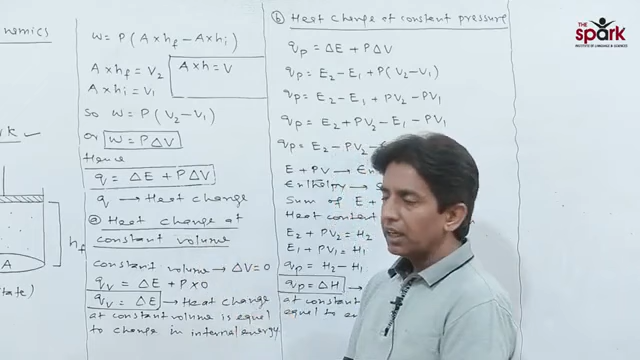 nomics
W = P (A × hf − A × hi)
A × hf = V2
A × hi = V1
A × h = V
So W = P (V2 − V1)
or W = PΔV
Hence
q = ΔE + PΔV
q → Heat change
(a) Heat change at
constant volume
constant volume → ΔV = 0
qv = ΔE + P × 0
qv = ΔE → Heat change
at constant volume is equal
to change in internal energy
hf
A
(b) Heat change at constant pressure
qp = ΔE + PΔV
qp = E2 − E1 + P (V2 − V1)
qp = E2 − E1 + PV2 − PV1
qp = E2 + PV2 − E1 − PV1
qp = E2 − PV2 −
E + PV →
Enthalpy →
Sum of E +
Heat content
E2 + PV2 = H2
E1 + PV1 = H1
qp = H2 − H1
qp = ΔH →
at constant
equal to
THE
spark
INSTITUTE OF LANGUAGE & SCIENCES